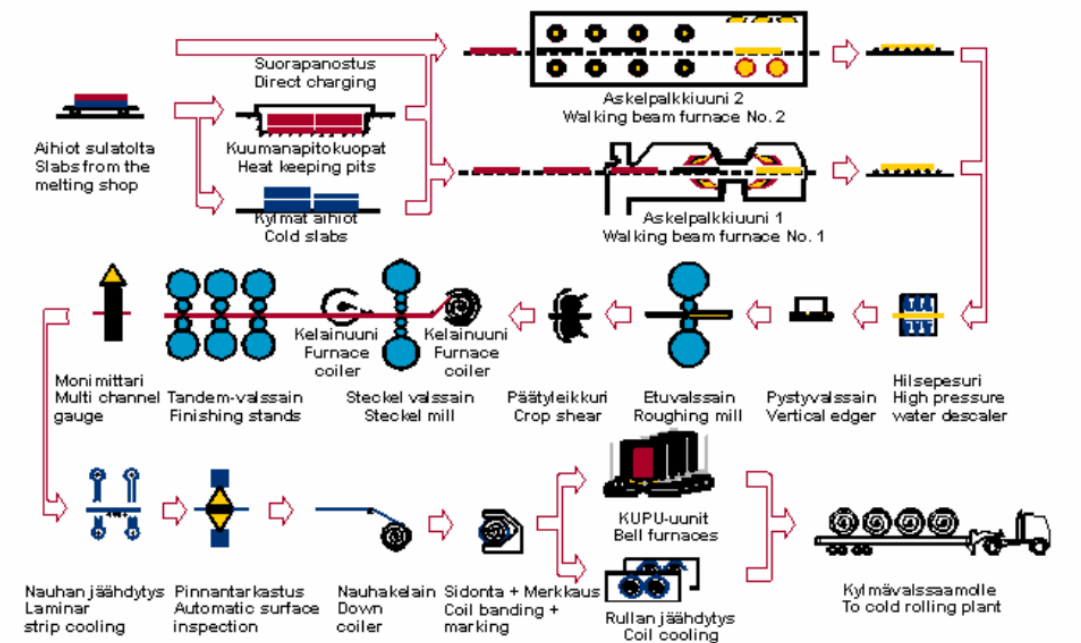 Suorapanostus
Direct charging
Aihiot sulatolta
Slabs from the
melting shop
Kuumanapitokuopat
Heat keeping pits
Kylmät aihiot
Cold slabs
Askelpalkkiuuni 2
Walking beam furnace No. 2
Askelpalkkiuuni 1
Walking beam furnace No. 1
Monimittari
Multi channel
gauge
Tandem-valssain
Finishing stands
Kelainuuni
Furnace
coiler
Steckel valssain
Steckel mill
Kelainuuni
Furnace
coiler
Päätyleikkuri
Crop shear
Etuvalssain
Roughing mill
Pystyvalssain
Vertical edger
Hilsepesuri
High pressure
water descaler
Nauhan jäähdytys
Laminar
strip cooling
Pinnantarkastus
Automatic surface
inspection
Nauhakelain
Down
coiler
Sidonta + Merkkaus
Coil banding +
marking
KUPU-uunit
Bell furnaces
Rullan jäähdytys
Coil cooling
Kylmävalssaamolle
To cold rolling plant